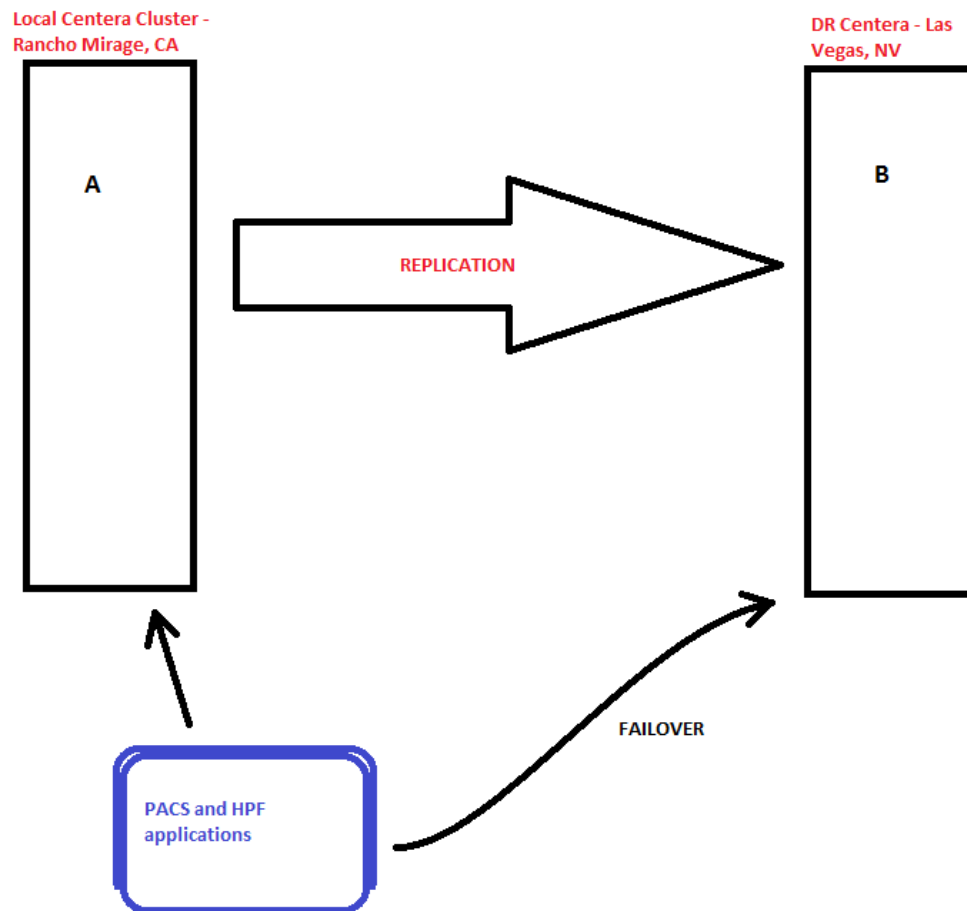 Local Centera Cluster -
Rancho Mirage, CA
DR Centera - Las
Vegas, NV
A
B
REPLICATION
FAILOVER
PACS and HPF
applications